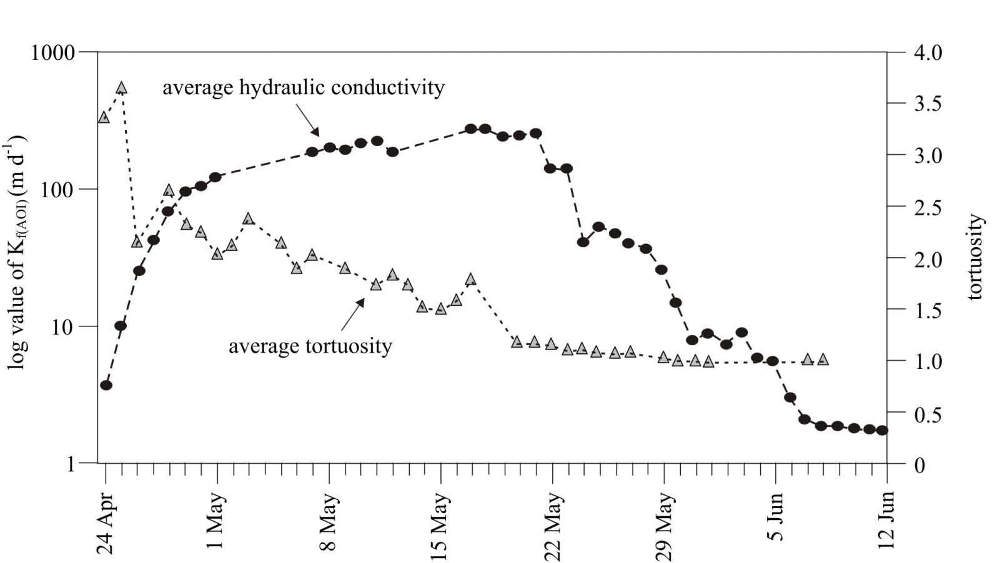 1000
100
10
1
log value of K f(AOI) (m d-1)
average hydraulic conductivity
average tortuosity
4.0
3.5
3.0
2.5
2.0
1.5
1.0
0.5
0
tortuosity
24 Apr
1 May
8 May
15 May
22 May
29 May
5 Jun
12 Jun